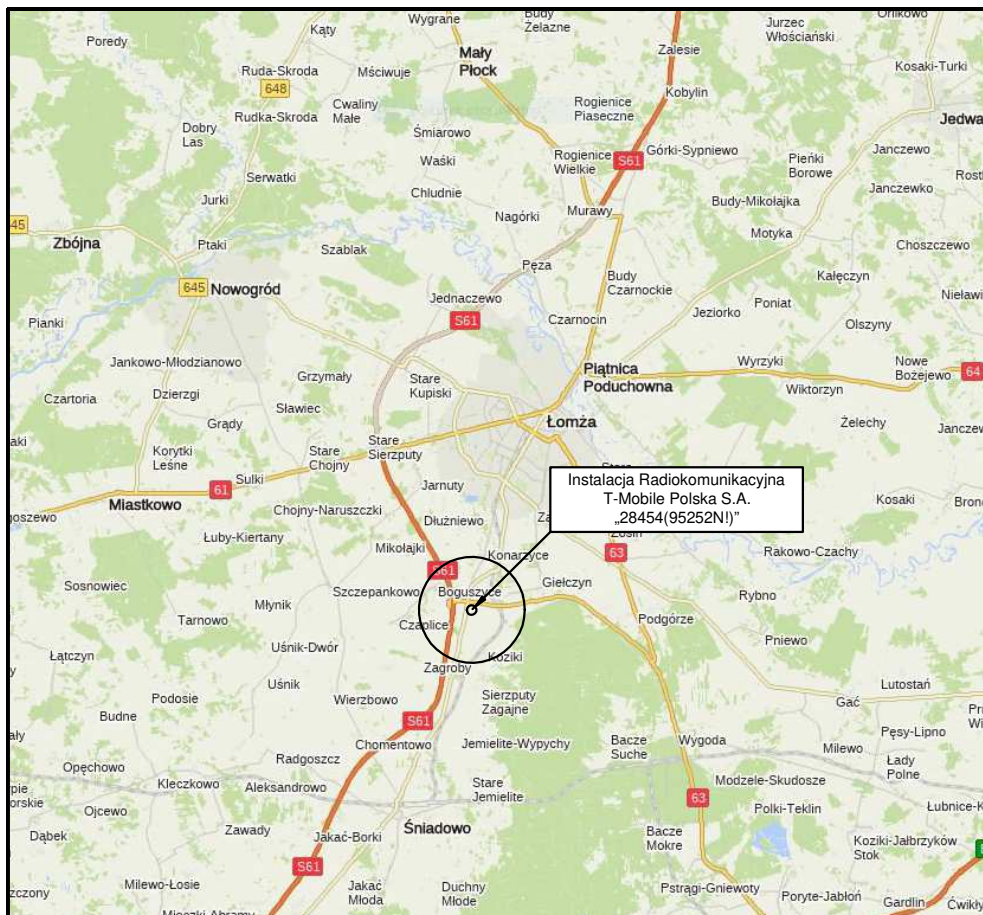 Orlikowo
Wygrane
Budy
Żelazne
Jurzec
Włościański
Kąty
Poredy
Zalesie
Mały
Płock
Kosaki-Turki
Ruda-Skroda
Mściwuje
648
Kobylin
Cwaliny
Małe
Rogienice
Piaseczne
Rudka-Skroda
Jedwa
Dobry
Las
Śmiarowo
Górki-Sypniewo
Janczewo
Waśki
Rogienice
Wielkie
S61
Pieńki
Borowe
Serwatki
Chludnie
Janczewko
Jurki
Budy-Mikołajka
Nagórki
Murawy
45
Motyka
Zbójna
Ptaki
Szablak
Choszczewo
Pęza
Budy
Czarnockie
Kałęczyn
645
Nowogród
Jednaczewo
Poniat
Nieławi
Jeziorko
Pianki
S61
Czarnocin
Olszyny
Jankowo-Młodzianowo
Wyrzyki
Nowe
Bożejewo
Piątnica
Poduchowna
64
Grzymały
Stare
Kupiski
Dzierzgi
Wiktorzyn
Czartoria
Sławiec
Grądy
Łomża
Żelechy
Janczew
aki
Stare
Sierzputy
Korytki
Leśne
Stare
Chojny
Sulki
Jarnuty
Instalacja Radiokomunikacyjna
T-Mobile Polska S.A.
„28454(95252N!)”
61
Miastkowo
Kosaki
Bron
goszewo
Chojny-Naruszczki
Dłużniewo
Łuby-Kiertany
Mikołajki
Konarzyce
63
Rakowo-Czachy
S61
Sosnowiec
Szczepankowo
Boguszyce
Giełczyn
Rybno
Młynik
Tarnowo
Czaplice
Podgórze
Pniewo
Uśnik-Dwór
Łątczyn
Koziki
Zagroby
Uśnik
Lutostań
Podosie
Wierzbowo
Sierzputy
Zagajne
Gać
Budne
S61
Pęsy-Lipno
Chomentowo
Jemielite-Wypychy
Bacze
Suche
Wygoda
Milewo
Radgoszcz
Łady
Polne
Opęchowo
Kleczkowo
Aleksandrowo
Stare
Jemielite
Modzele-Skudosze
63
Ojcewo
Polki-Teklin
Łubnice-K
Dąbek
Zawady
Jakać-Borki
Śniadowo
Bacze
Mokre
Koziki-Jałbrzyków
Stok
S61
Milewo-Łosie
Jakać
Młoda
Duchny
Młode
Pstrągi-Gniewoty
Poryte-Jabłoń
Gardlin
Ćwikły